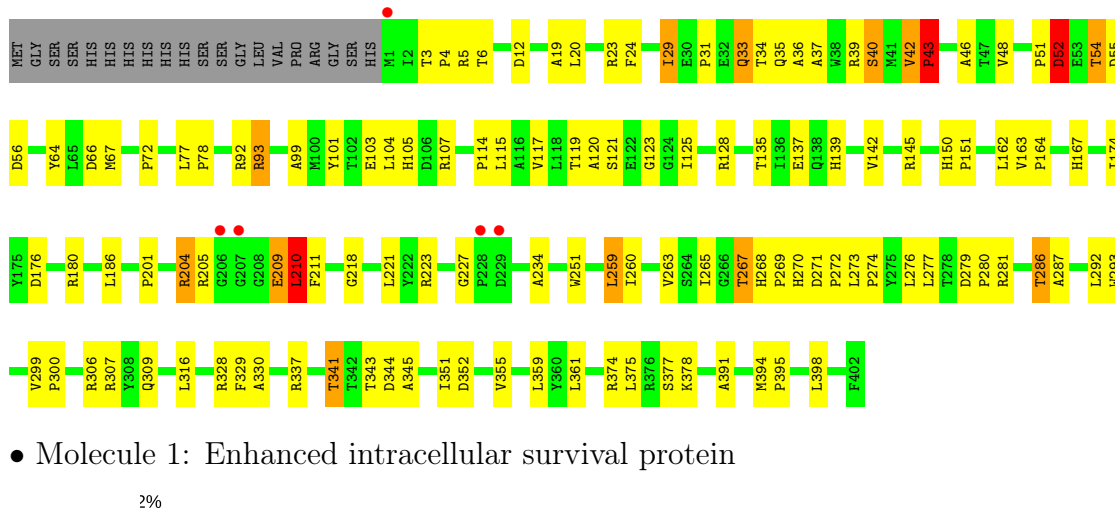 MET GLY SER SER HIS HIS HIS HIS HIS HIS SER SER GLY LEU VAL PRO ARG GLY SER HIS M1 I2 T3 P4 R5 T6 D12 A19 L20 R23 F24 I29 E30 P31 E32 Q33 T34 Q35 A36 A37 W38 R39 S40 M41 V42 P43 A46 T47 V48 P51 D52 E53 T54 D55
D56 Y64 L65 D66 M67 P72 L77 P78 R92 R93 A99 M100 Y101 T102 E103 L104 H105 D106 R107 P114 L115 A116 V117 L118 T119 A120 S121 E122 G123 G124 I125 R128 T135 I136 E137 Q138 H139 V142 R145 H150 P151 L162 V163 P164 H167
Y175 D176 R180 L186 P201 R204 R205 G206 G207 G208 E209 L210 F211 G218 L221 Y222 R223 G227 P228 D229 A234 W251 L259 I260 V263 S264 I265 G266 T267 H268 P269 H270 D271 P272 L273 P274 Y275 L276 L277 T278 D279 P280 R281 T286 A287 L292
V299 P300 R306 R307 Y308 Q309 L316 R328 F329 A330 R337 T341 T342 T343 D344 A345 I351 D352 V355 L359 Y360 L361 R374 L375 R376 S377 K378 A391 M394 P395 L398 F402
• Molecule 1: Enhanced intracellular survival protein
2%